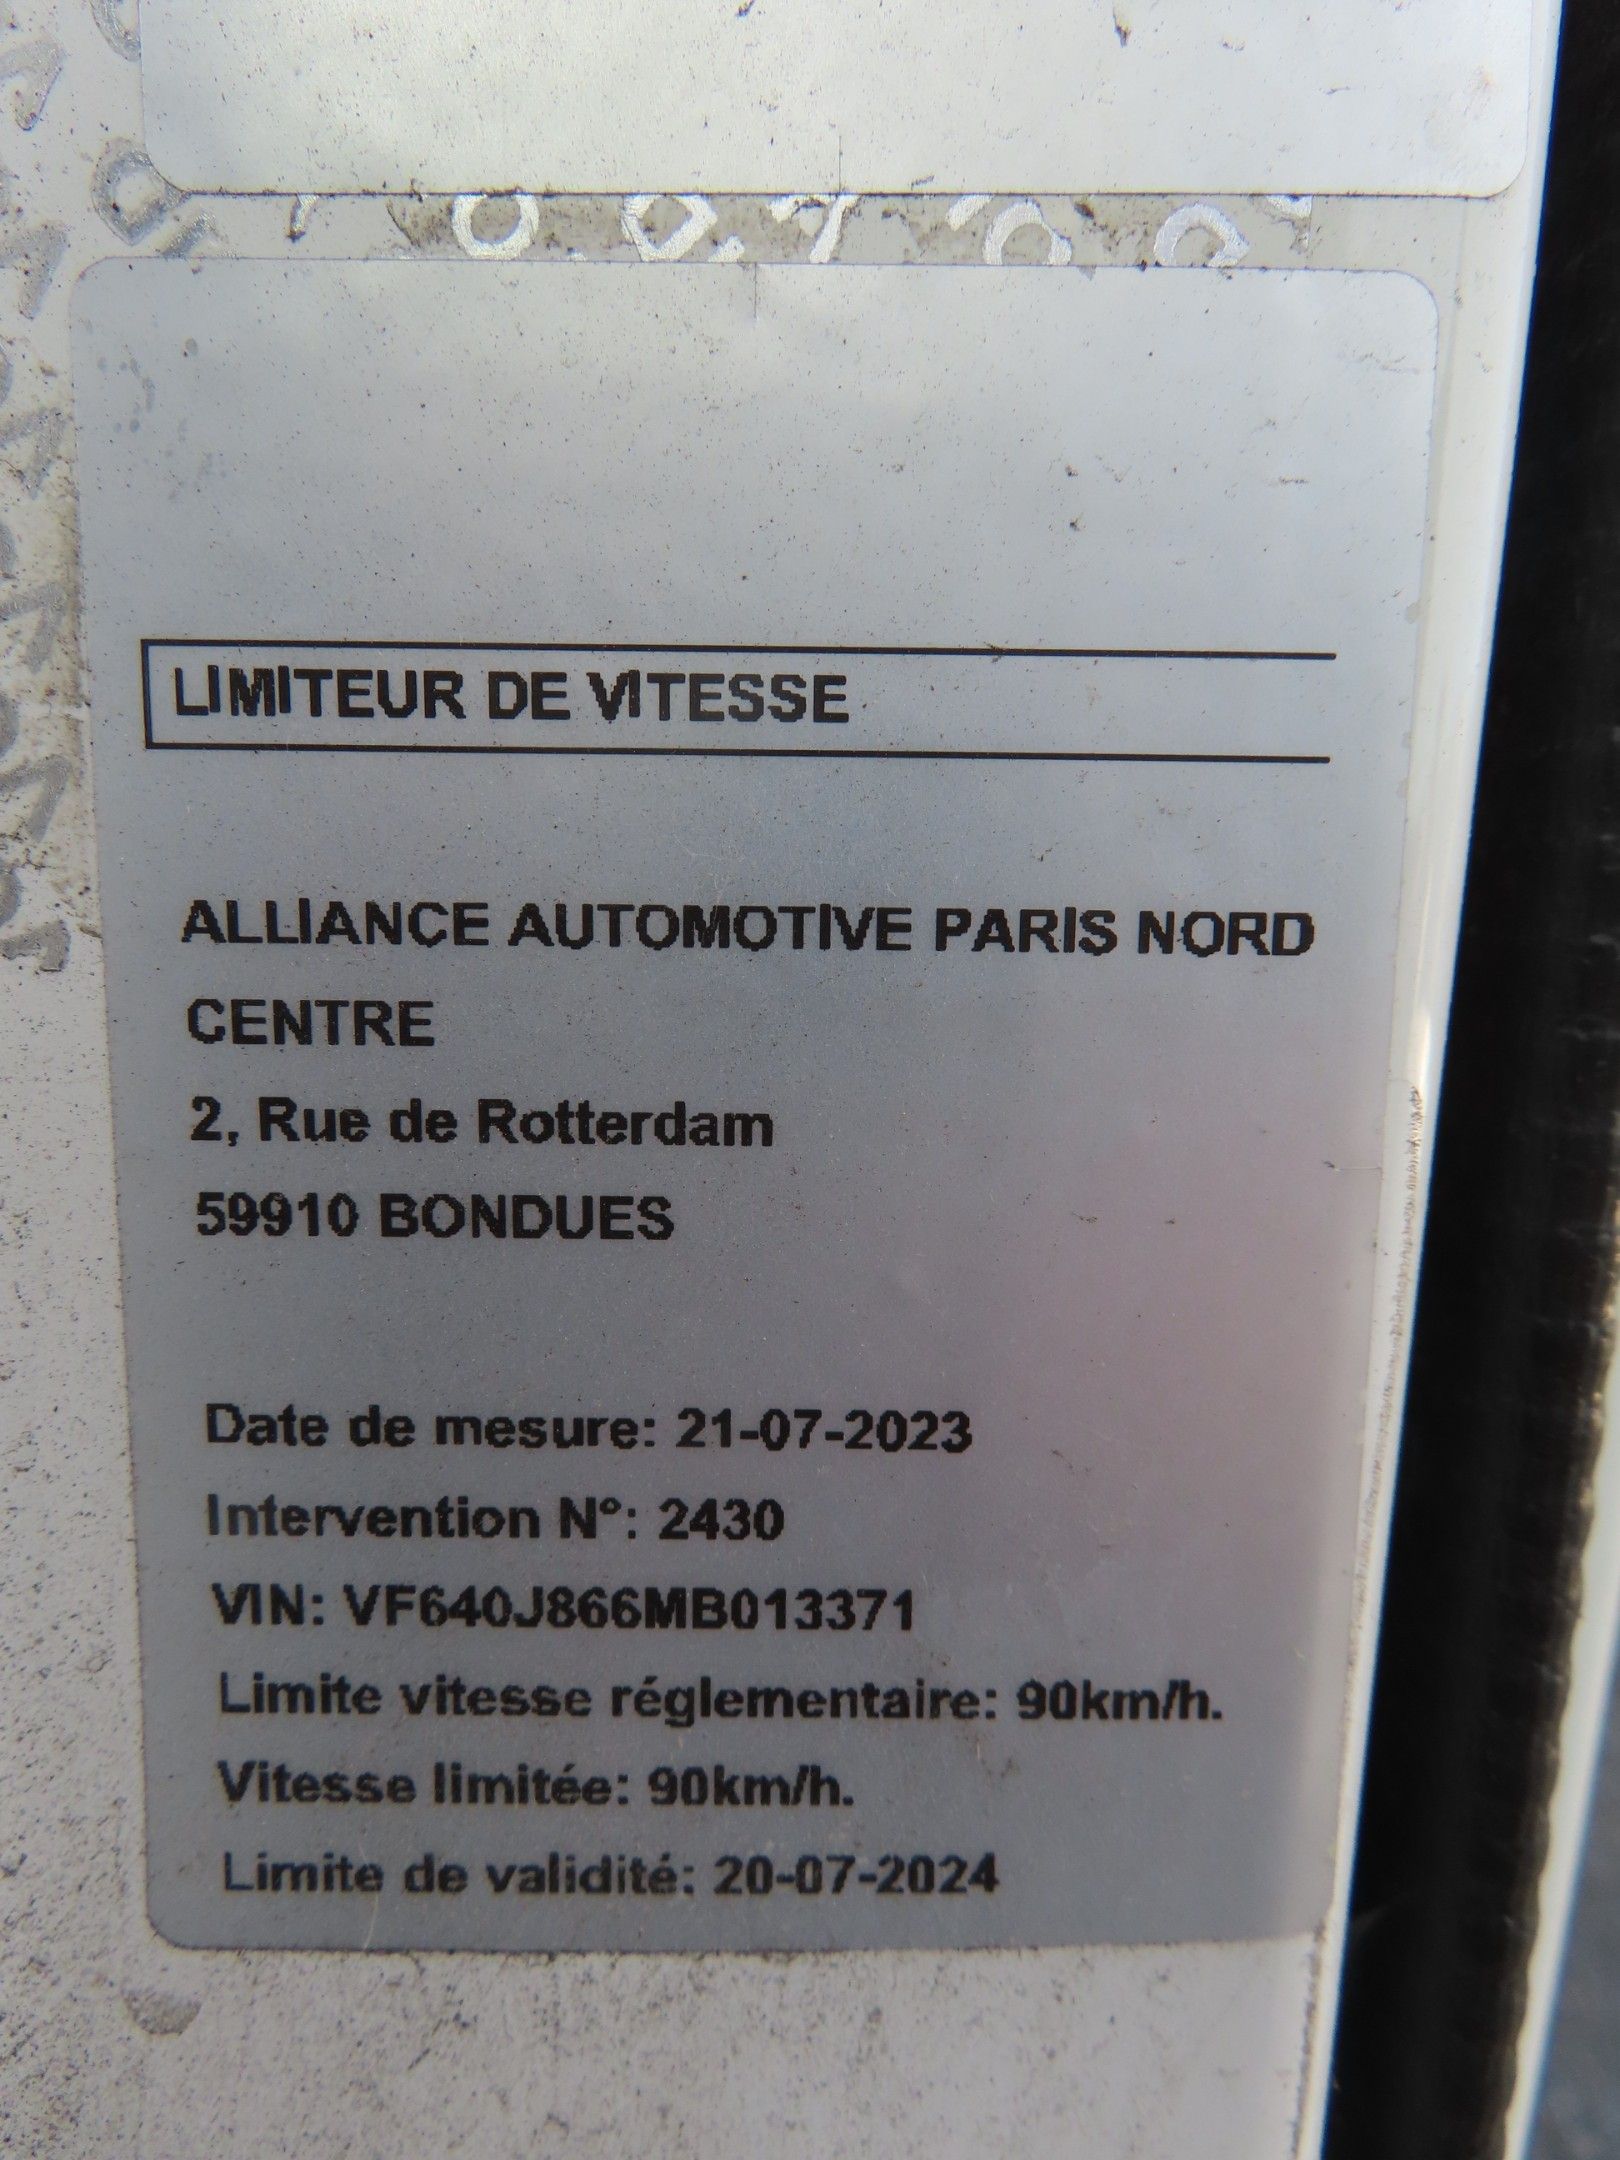 LIMITEUR DE VITESSE
ALLIANCE AUTOMOTIVE PARIS NORD
CENTRE
2, Rue de Rotterdam
59910 BONDUES
Date de mesure: 21-07-2023
Intervention N°: 2430
VIN: VF640J866MB013371
Limite vitesse réglementaire: 90km/h.
Vitesse limitée: 90km/h.
Limite de validité: 20-07-2024